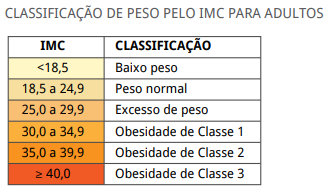 CLASSIFICAÇÃO DE PESO PELO IMC PARA ADULTOS
IMC CLASSIFICAÇÃO
<18,5 Baixo peso
18,5 a 24,9 Peso normal
25,0 a 29,9 Excesso de peso
30,0 a 34,9 Obesidade de Classe 1
35,0 a 39,9 Obesidade de Classe 2
≥ 40,0 Obesidade de Classe 3